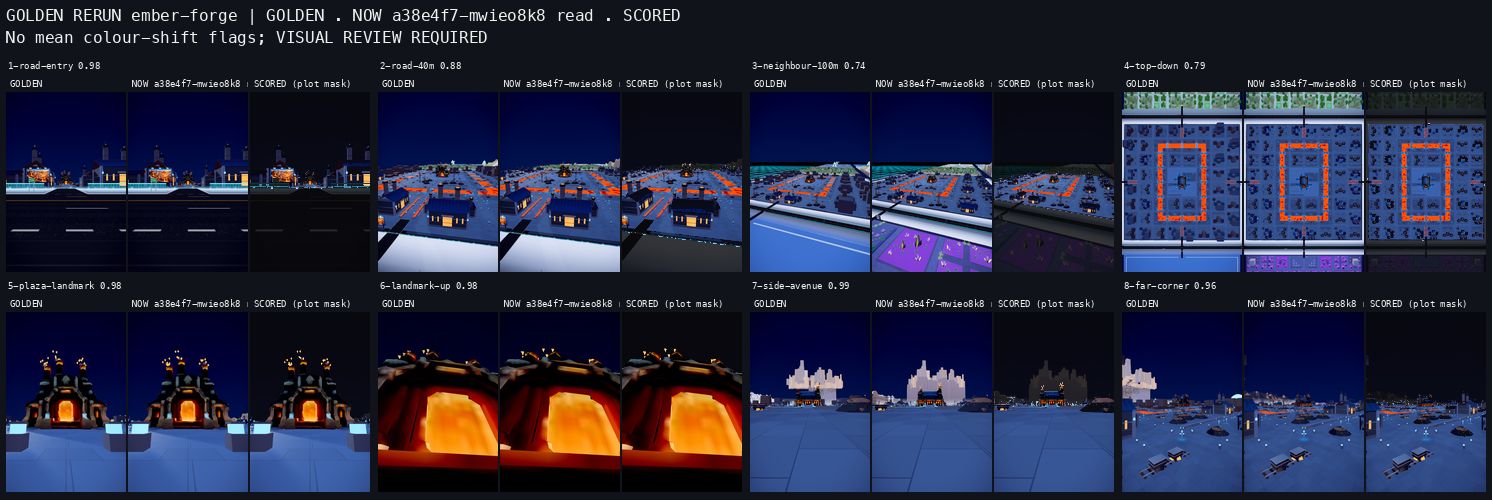 GOLDEN RERUN ember-forge | GOLDEN . NOW a38e4f7-mwieo8k8 read . SCORED
No mean colour-shift flags; VISUAL REVIEW REQUIRED
1-road-entry 0.98
GOLDEN NOW a38e4f7-mwieo8k8 SCORED (plot mask)
2-road-40m 0.88
GOLDEN NOW a38e4f7-mwieo8k8 SCORED (plot mask)
3-neighbour-100m 0.74
GOLDEN NOW a38e4f7-mwieo8k8 SCORED (plot mask)
4-top-down 0.79
GOLDEN NOW a38e4f7-mwieo8k8 SCORED (plot mask)
5-plaza-landmark 0.98
GOLDEN NOW a38e4f7-mwieo8k8 SCORED (plot mask)
6-landmark-up 0.98
GOLDEN NOW a38e4f7-mwieo8k8 SCORED (plot mask)
7-side-avenue 0.99
GOLDEN NOW a38e4f7-mwieo8k8 SCORED (plot mask)
8-far-corner 0.96
GOLDEN NOW a38e4f7-mwieo8k8 SCORED (plot mask)